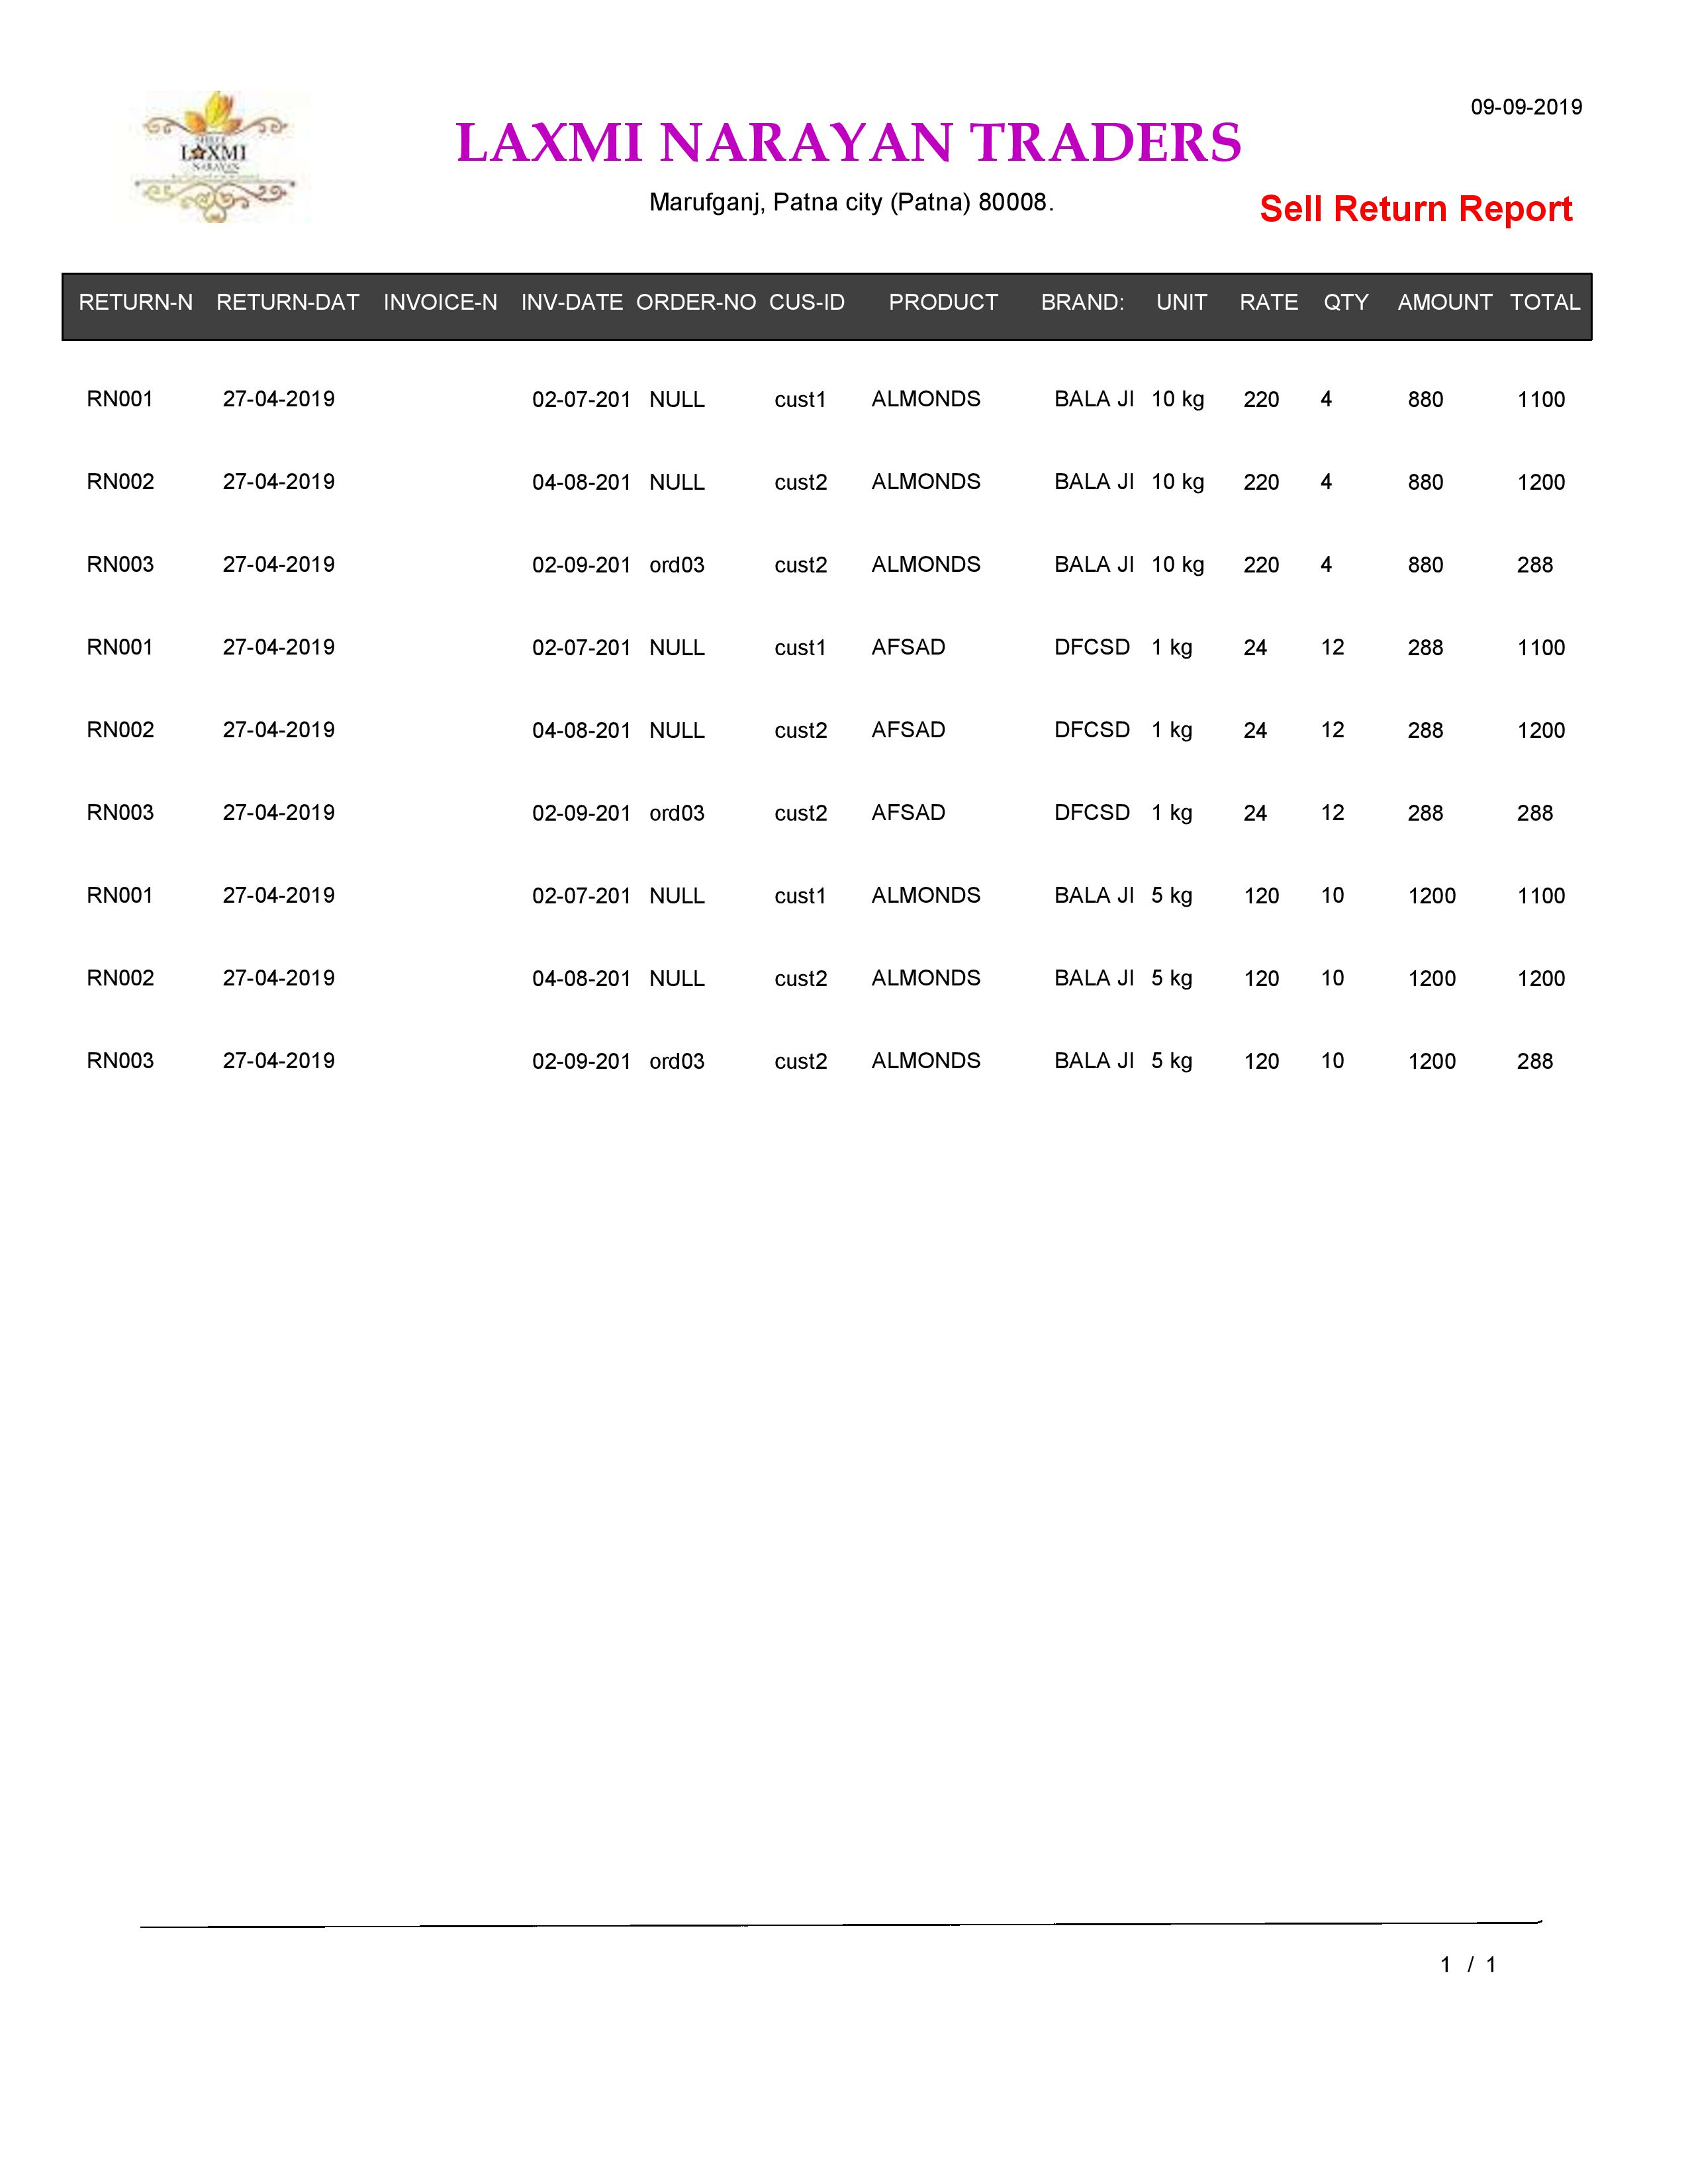 09-09-2019
LAXMI
NARAYAN
LAXMI NARAYAN TRADERS
Marufganj, Patna city (Patna) 80008.
Sell Return Report
RETURN-N RETURN-DAT INVOICE-N INV-DATE ORDER-NO CUS-ID PRODUCT BRAND: UNIT RATE QTY AMOUNT TOTAL
RN001 27-04-2019 02-07-201 NULL cust1 ALMONDS BALA JI 10 kg 220 4 880 1100
RN002 27-04-2019 04-08-201 NULL cust2 ALMONDS BALA JI 10 kg 220 4 880 1200
RN003 27-04-2019 02-09-201 ord03 cust2 ALMONDS BALA JI 10 kg 220 4 880 288
RN001 27-04-2019 02-07-201 NULL cust1 AFSAD DFCSD 1 kg 24 12 288 1100
RN002 27-04-2019 04-08-201 NULL cust2 AFSAD DFCSD 1 kg 24 12 288 1200
RN003 27-04-2019 02-09-201 ord03 cust2 AFSAD DFCSD 1 kg 24 12 288 288
RN001 27-04-2019 02-07-201 NULL cust1 ALMONDS BALA JI 5 kg 120 10 1200 1100
RN002 27-04-2019 04-08-201 NULL cust2 ALMONDS BALA JI 5 kg 120 10 1200 1200
RN003 27-04-2019 02-09-201 ord03 cust2 ALMONDS BALA JI 5 kg 120 10 1200 288
1 / 1